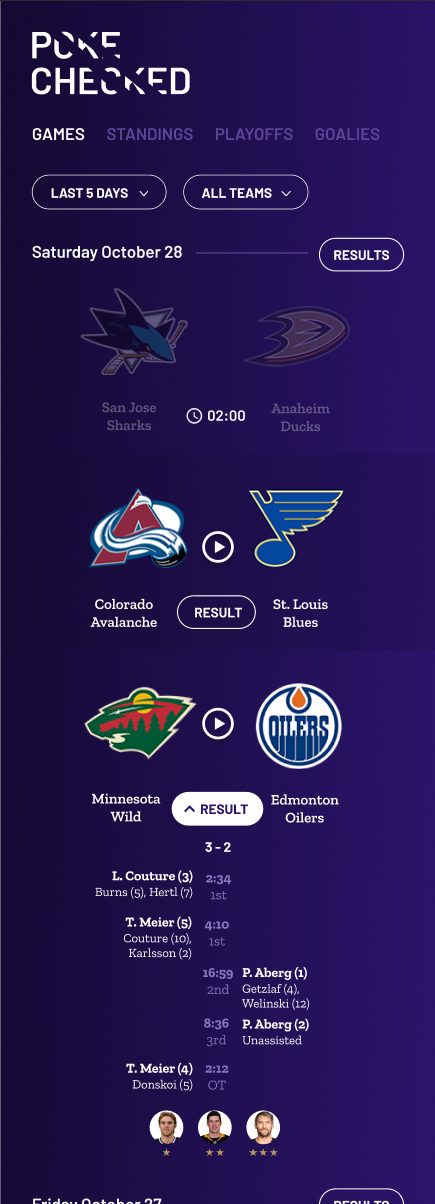 POKE
CHECKED
GAMES STANDINGS PLAYOFFS GOALIES
LAST 5 DAYS ALL TEAMS
Saturday October 28 RESULTS
San Jose
Sharks
02:00
Anaheim
Ducks
Colorado
Avalanche
RESULT
St. Louis
Blues
OILERS
Minnesota
Wild
RESULT
Edmonton
Oilers
3 - 2
L. Couture (3) 2:34
Burns (5), Hertl (7) 1st
T. Meier (5) 4:10
Couture (10), 1st
Karlsson (2)
16:59 P. Aberg (1)
2nd Getzlaf (4),
Welinski (12)
8:36 P. Aberg (2)
3rd Unassisted
T. Meier (4) 2:12
Donskoi (5) OT
Friday October 27 RESULTS